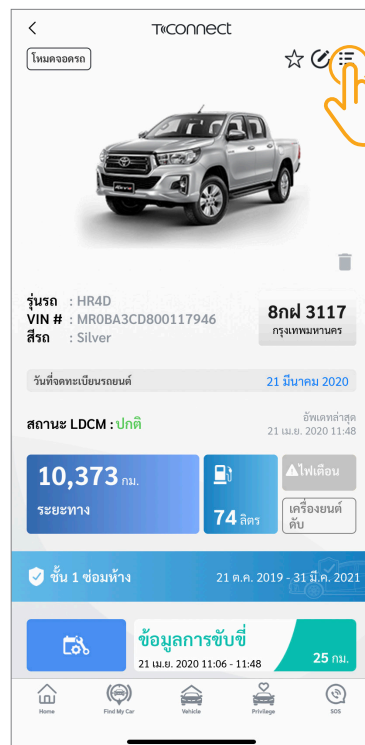 T-CONNECT
โหมดจอดรถ
รุ่นรถ : HR4D
VIN # : MR0BA3CD800117946
สีรถ : Silver
8กฝ 3117
กรุงเทพมหานคร
วันที่จดทะเบียนรถยนต์ 21 มีนาคม 2020
สถานะ LDCM : ปกติ
อัพเดทล่าสุด
21 เม.ย. 2020 11:48
10,373 กม.
ระยะทาง
74 ลิตร
ไฟเตือน
เครื่องยนต์
ดับ
ชั้น 1 ซ่อมห้าง 21 ต.ค. 2019 - 31 มี.ค. 2021
ข้อมูลการขับขี่
21 เม.ย. 2020 11:06 - 11:48
25 กม.
Home Find My Car Vehicle Privilege SOS